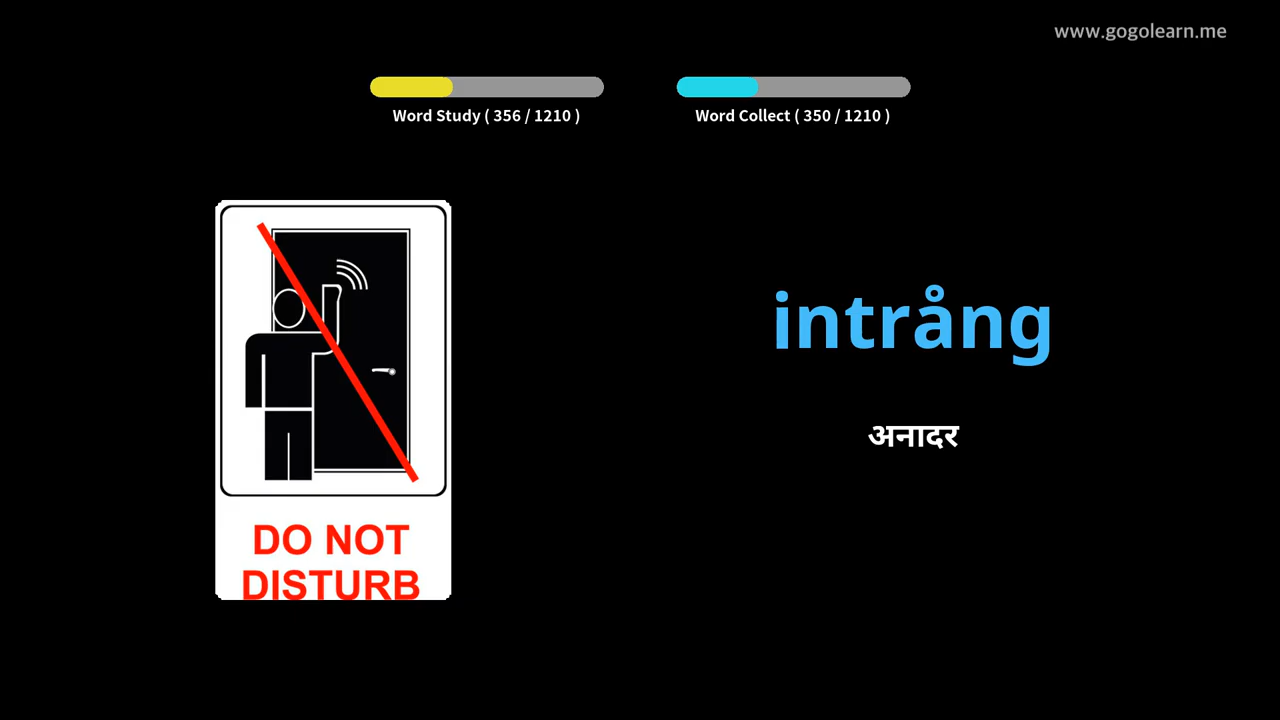 www.gogolearn.me
Word Study ( 356 / 1210 )
Word Collect ( 350 / 1210 )
intrång
अनादर
DO NOT
DISTURB